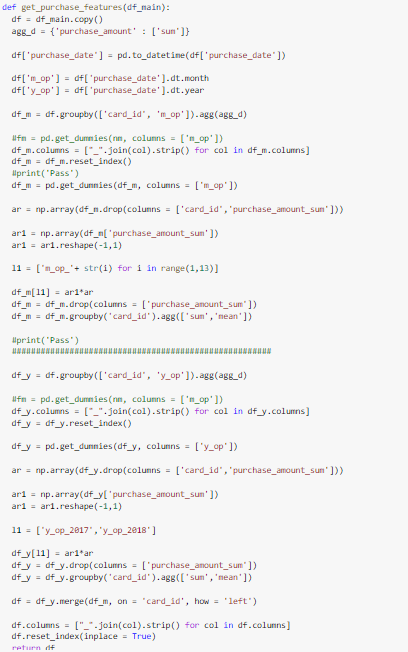 def get_purchase_features(df_main):
df = df_main.copy()
agg_d = {'purchase_amount' : ['sum']}
df['purchase_date'] = pd.to_datetime(df['purchase_date'])
df['m_op'] = df['purchase_date'].dt.month
df['y_op'] = df['purchase_date'].dt.year
df_m = df.groupby(['card_id', 'm_op']).agg(agg_d)
#fm = pd.get_dummies(nm, columns = ['m_op'])
df_m.columns = ["_".join(col).strip() for col in df_m.columns]
df_m = df_m.reset_index()
#print('Pass')
df_m = pd.get_dummies(df_m, columns = ['m_op'])
ar = np.array(df_m.drop(columns = ['card_id','purchase_amount_sum']))
ar1 = np.array(df_m['purchase_amount_sum'])
ar1 = ar1.reshape(-1,1)
l1 = ['m_op_'+ str(i) for i in range(1,13)]
df_m[l1] = ar1*ar
df_m = df_m.drop(columns = ['purchase_amount_sum'])
df_m = df_m.groupby('card_id').agg(['sum','mean'])
#print('Pass')
######################################################
df_y = df.groupby(['card_id', 'y_op']).agg(agg_d)
#fm = pd.get_dummies(nm, columns = ['m_op'])
df_y.columns = ["_".join(col).strip() for col in df_y.columns]
df_y = df_y.reset_index()
df_y = pd.get_dummies(df_y, columns = ['y_op'])
ar = np.array(df_y.drop(columns = ['card_id','purchase_amount_sum']))
ar1 = np.array(df_y['purchase_amount_sum'])
ar1 = ar1.reshape(-1,1)
l1 = ['y_op_2017','y_op_2018']
df_y[l1] = ar1*ar
df_y = df_y.drop(columns = ['purchase_amount_sum'])
df_y = df_y.groupby('card_id').agg(['sum','mean'])
df = df_y.merge(df_m, on = 'card_id', how = 'left')
df.columns = ["_".join(col).strip() for col in df.columns]
df.reset_index(inplace = True)
return df